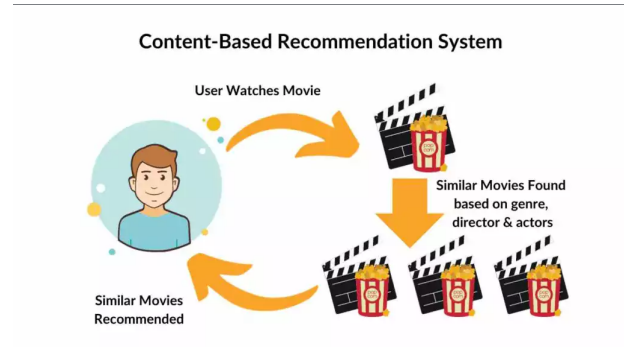 Content-Based Recommendation System
User Watches Movie
Similar Movies Found
based on genre,
director & actors
Similar Movies
Recommended